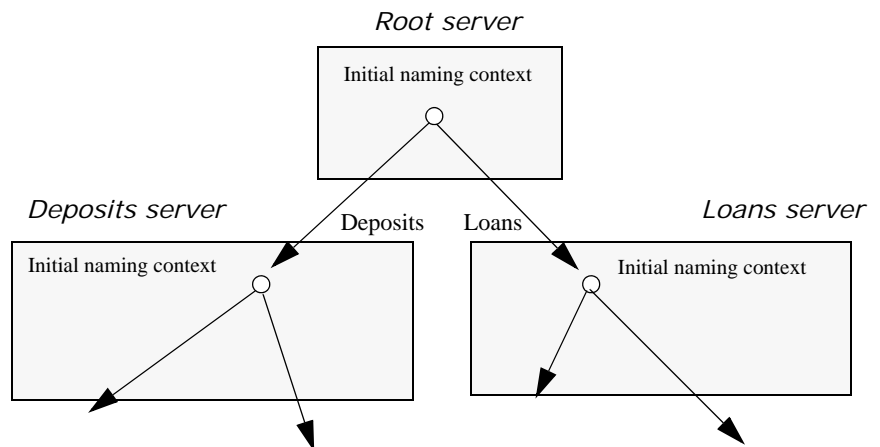 Root server
Initial naming context
Deposits server
Deposits
Loans
Loans server
Initial naming context
Initial naming context